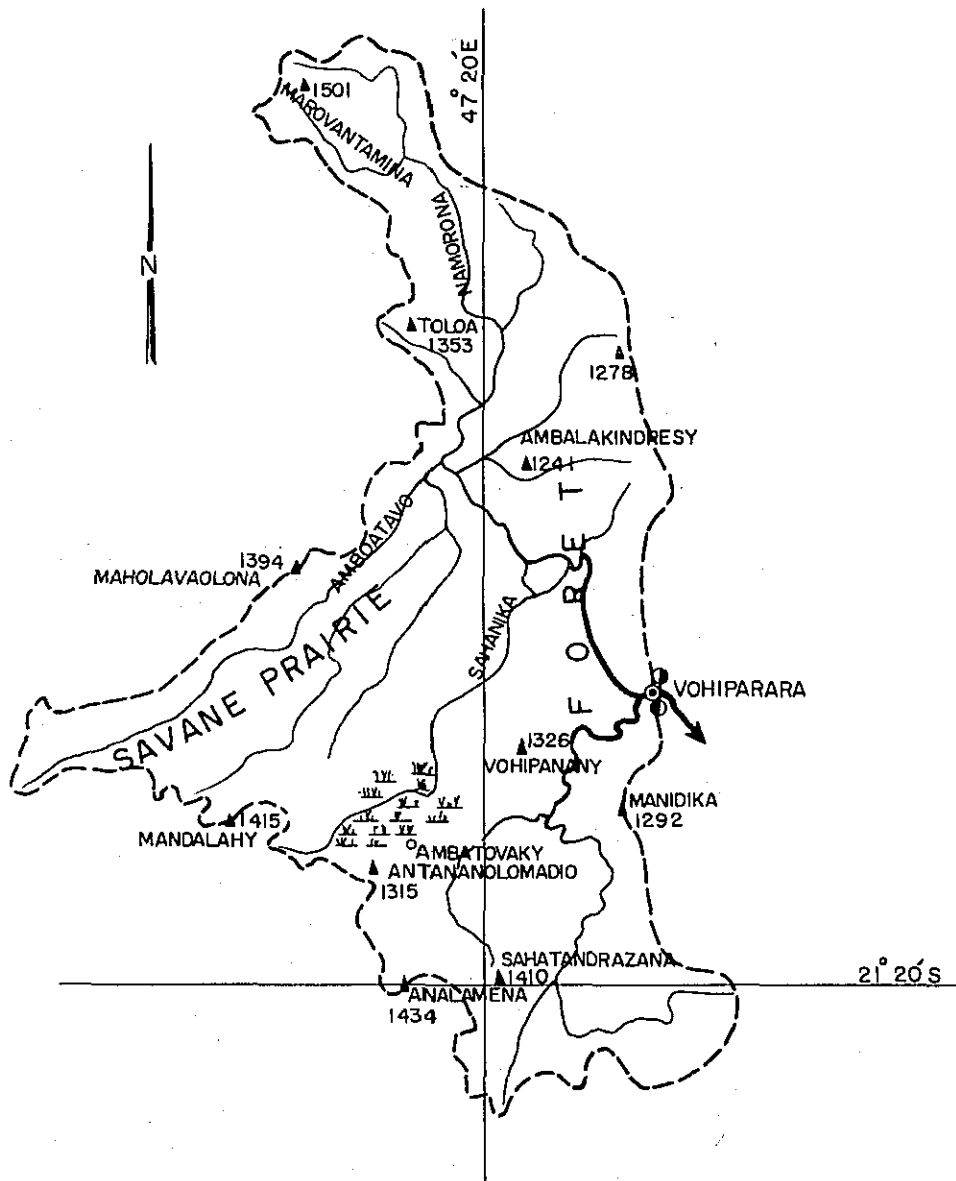 47° 20' E
1501
MAROVANTAMINA
NAMORONA
N
TOLOA
1353
1278
AMBALAKINDRESY
1241
FORET
1394
MAHOLAVAOLONA
AMBOATAVO
SAVANE PRAIRIE
SAHANIKA
VOHIPARARA
1326
VOHIPANANY
MANIDIKA
1292
1415
MANDALAHY
AMBATOVAKY
ANTANANOLOMADIO
1315
SAHATANDRAZANA
1410
21° 20' S
ANALAMENA
1434